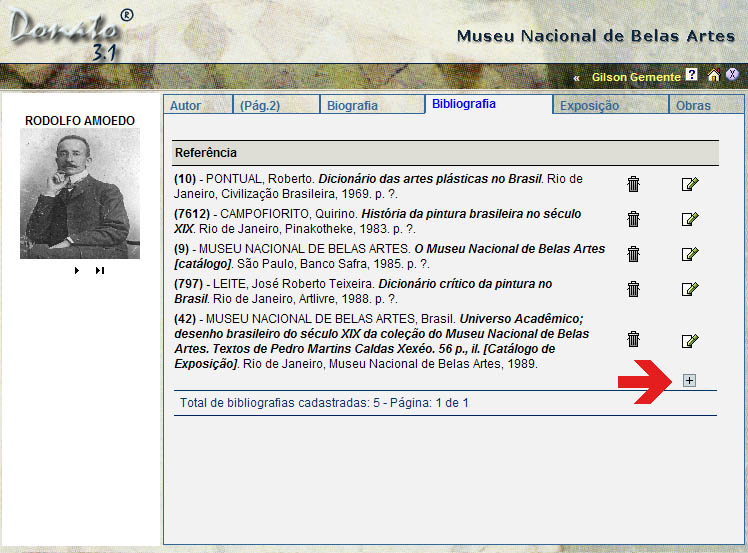 Donato®
3.1
Museu Nacional de Belas Artes
« Gilson Gemente ? X
Autor (Pág.2) Biografia Bibliografia Exposição Obras
RODOLFO AMOEDO
Referência
(10) - PONTUAL, Roberto. Dicionário das artes plásticas no Brasil. Rio de
Janeiro, Civilização Brasileira, 1969. p. ?.
(7612) - CAMPOFIORITO, Quirino. História da pintura brasileira no século
XIX. Rio de Janeiro, Pinakotheke, 1983. p. ?.
(9) - MUSEU NACIONAL DE BELAS ARTES. O Museu Nacional de Belas Artes
[catálogo]. São Paulo, Banco Safra, 1985. p. ?.
(797) - LEITE, José Roberto Teixeira. Dicionário crítico da pintura no
Brasil. Rio de Janeiro, Artlivre, 1988. p. ?.
(42) - MUSEU NACIONAL DE BELAS ARTES, Brasil. Universo Acadêmico;
desenho brasileiro do século XIX da coleção do Museu Nacional de Belas
Artes. Textos de Pedro Martins Caldas Xexéo. 56 p., il. [Catálogo de
Exposição]. Rio de Janeiro, Museu Nacional de Belas Artes, 1989.
Total de bibliografias cadastradas: 5 - Página: 1 de 1